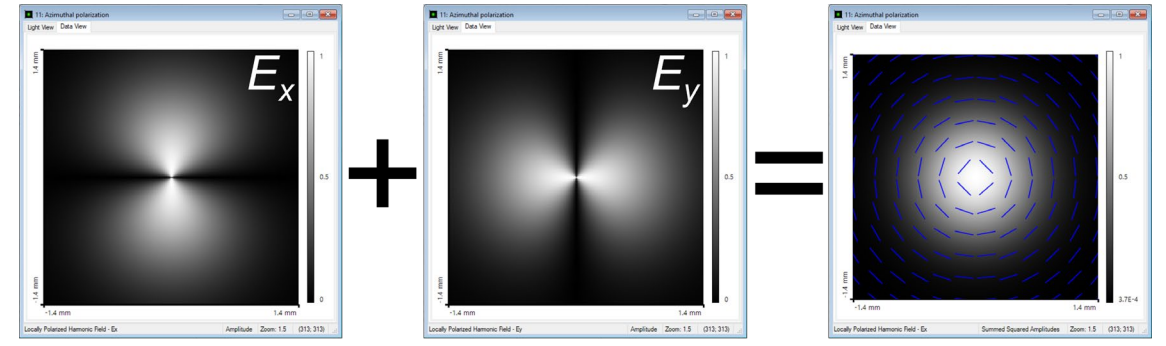 11: Azimuthal polarization
Light View Data View
1.4 mm
-1.4 mm
-1.4 mm
1.4 mm
Ex
1
0.5
0
Locally Polarized Harmonic Field - Ex
Amplitude Zoom: 1.5 (313; 313)
+
11: Azimuthal polarization
Light View Data View
1.4 mm
-1.4 mm
-1.4 mm
1.4 mm
Ey
1
0.5
0
Locally Polarized Harmonic Field - Ey
Amplitude Zoom: 1.5 (313; 313)
=
11: Azimuthal polarization
Light View Data View
1.4 mm
-1.4 mm
-1.4 mm
1.4 mm
1
0.5
3.7E-4
Locally Polarized Harmonic Field - Ex
Summed Squared Amplitudes Zoom: 1.5 (313; 313)